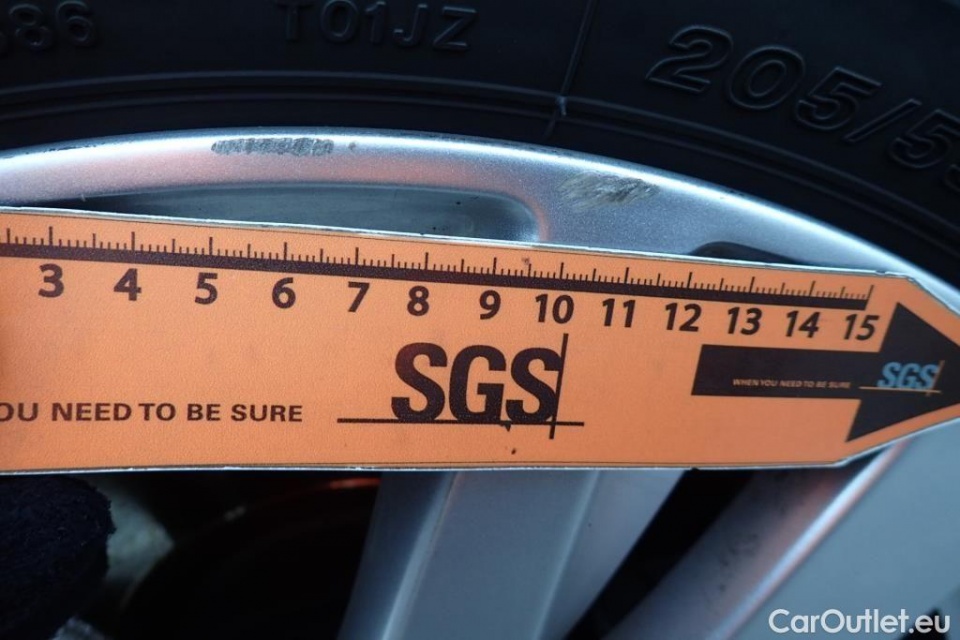 T01JZ
205/55
3 4 5 6 7 8 9 10 11 12 13 14 15
SGS
OU NEED TO BE SURE
WHEN YOU NEED TO BE SURE
SGS
CarOutlet.eu